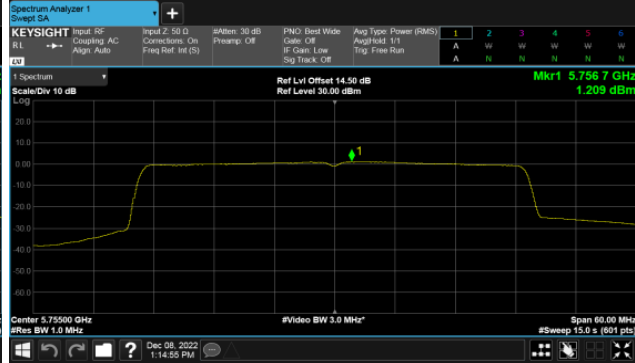 Spectrum Analyzer 1
Swept SA
+
KEYSIGHT Input: RF Input Z: 50 Ω #Atten: 30 dB PNO: Best Wide Avg Type: Power (RMS) 1 2 3 4 5 6
RL Coupling: AC Corrections: On Preamp: Off Gate: Off Avg|Hold: 1/1 A W W W W W
Align: Auto Freq Ref: Int (S) IF Gain: Low Trig: Free Run
LXI Sig Track: Off A N N N N N
1 Spectrum Ref Lvl Offset 14.50 dB Mkr1 5.756 7 GHz
Scale/Div 10 dB Ref Level 30.00 dBm 1.209 dBm
Log
20.0
10.0
1
0.00
-10.0
-20.0
-30.0
-40.0
-50.0
-60.0
Center 5.75500 GHz #Video BW 3.0 MHz* Span 60.00 MHz
#Res BW 1.0 MHz #Sweep 15.0 s (601 pts)
? Dec 08, 2022
1:14:55 PM